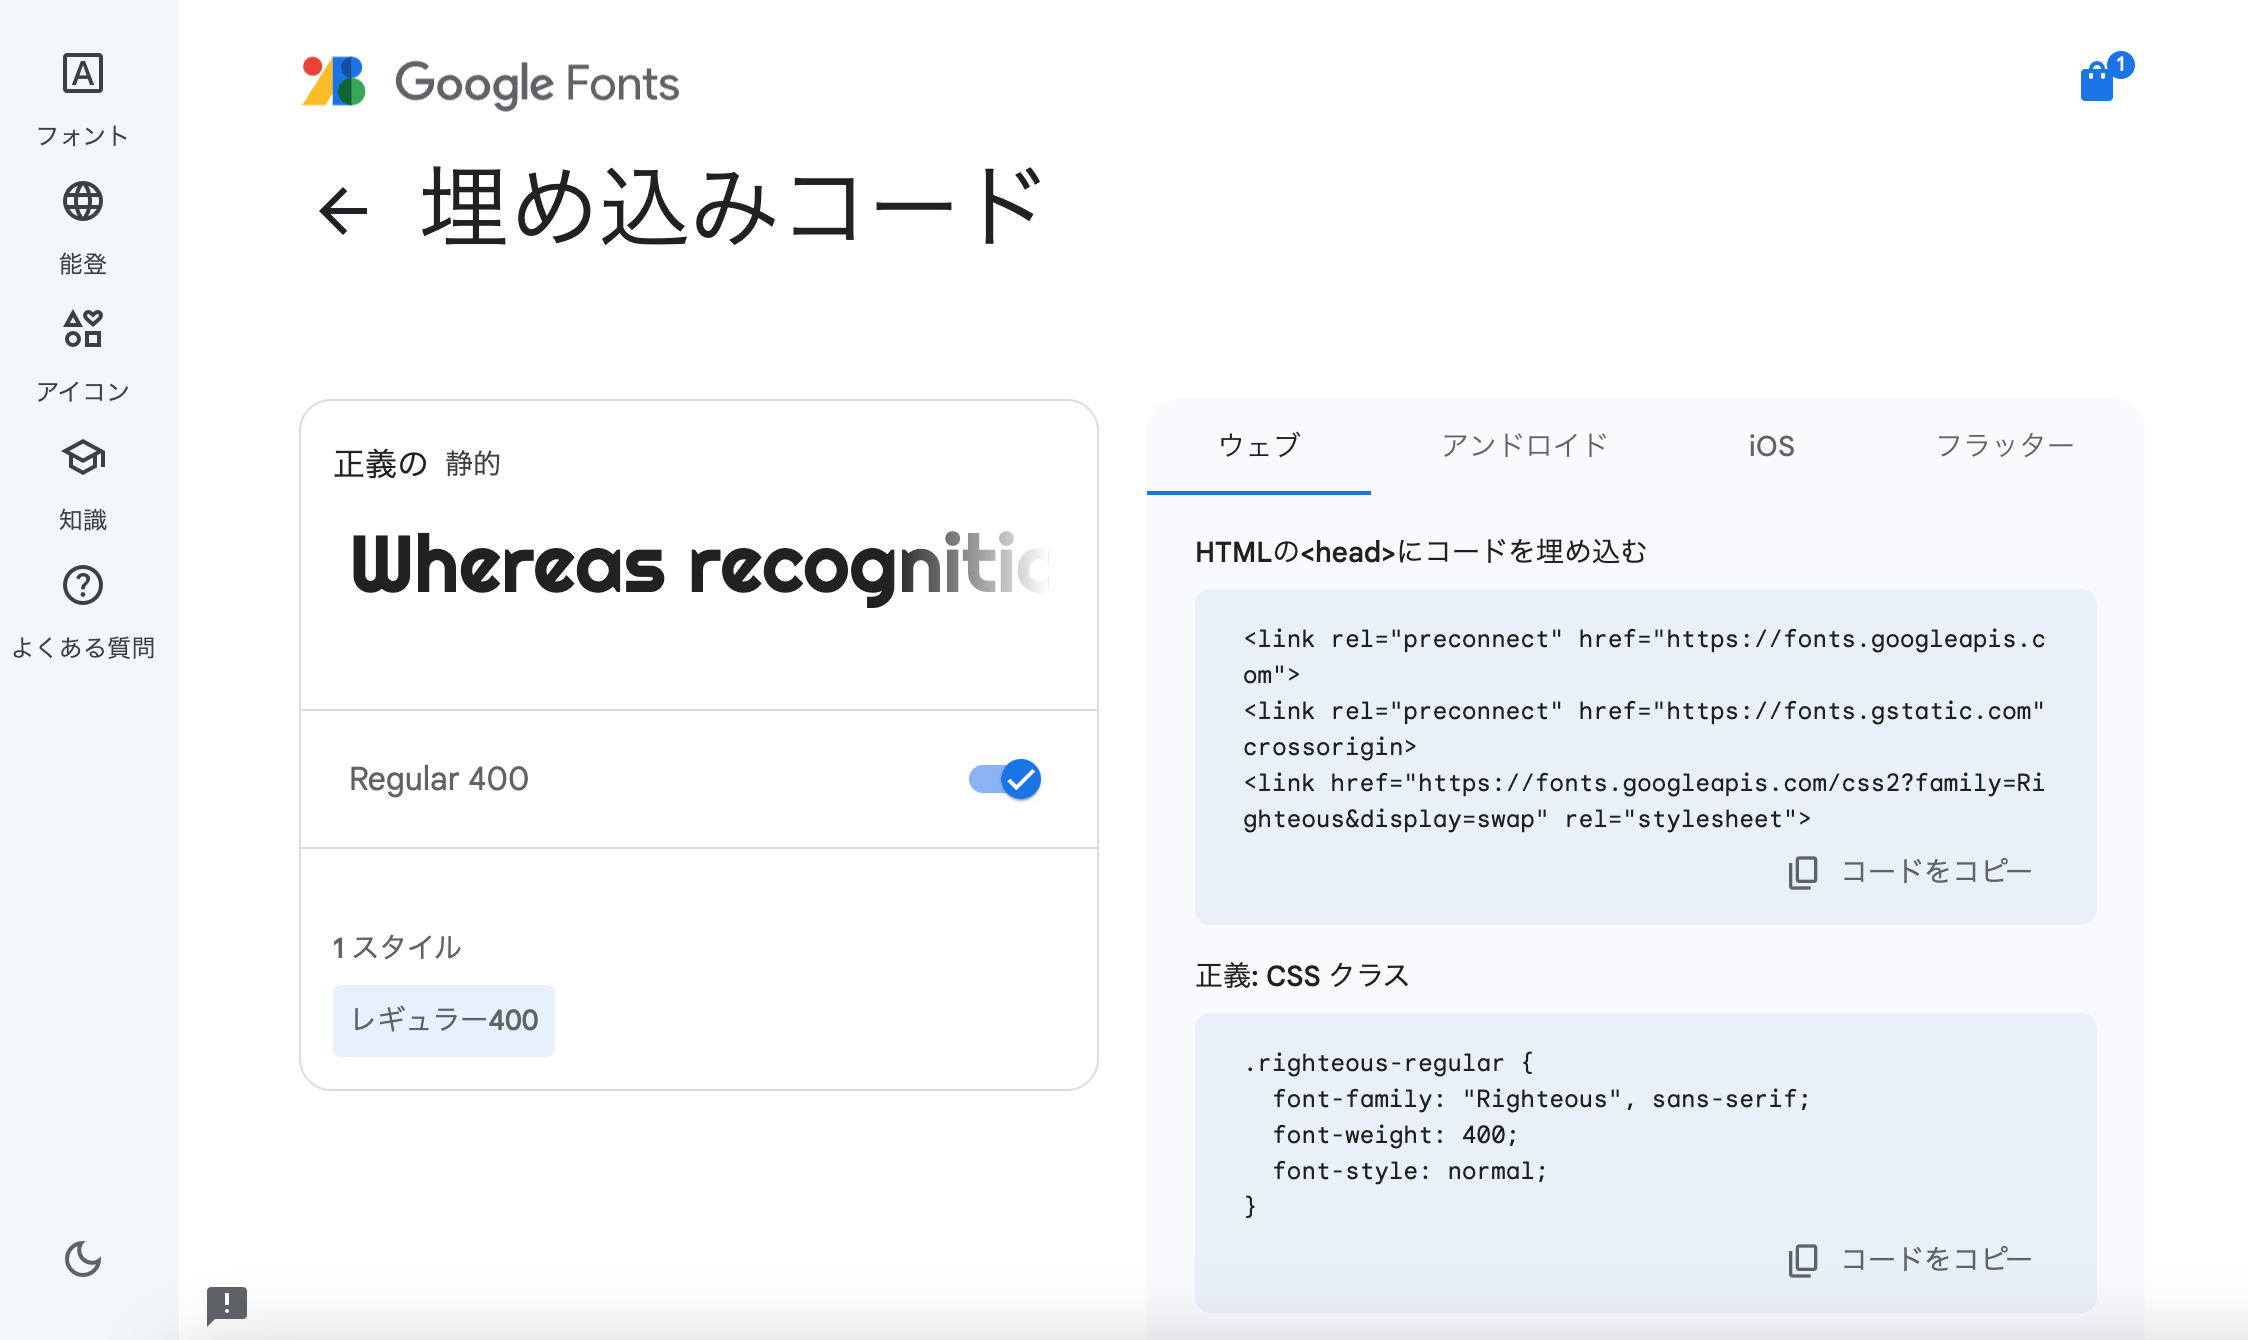 フォント
能登
アイコン
知識
よくある質問
Google Fonts
1
埋め込みコード
正義の 静的
Whereas recognitic
Regular 400
1 スタイル
レギュラー400
ウェブ
アンドロイド
iOS
フラッター
HTMLの<head>にコードを埋め込む
<link rel="preconnect" href="https://fonts.googleapis.c
om">
<link rel="preconnect" href="https://fonts.gstatic.com"
crossorigin>
<link href="https://fonts.googleapis.com/css2?family=Ri
ghteous&display=swap" rel="stylesheet">
コードをコピー
正義: CSS クラス
.righteous-regular {
  font-family: "Righteous", sans-serif;
  font-weight: 400;
  font-style: normal;
}
コードをコピー